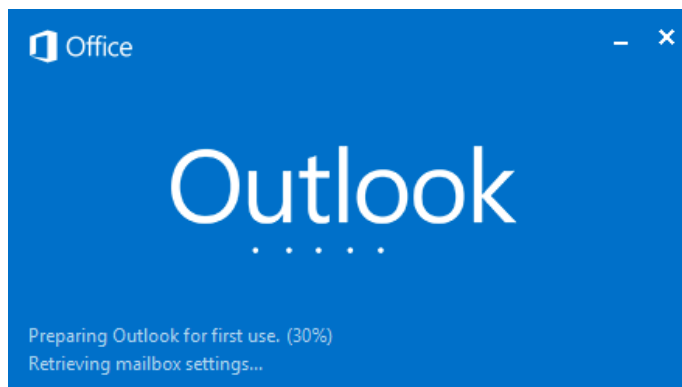 Office
Outlook
Preparing Outlook for first use. (30%)
Retrieving mailbox settings...